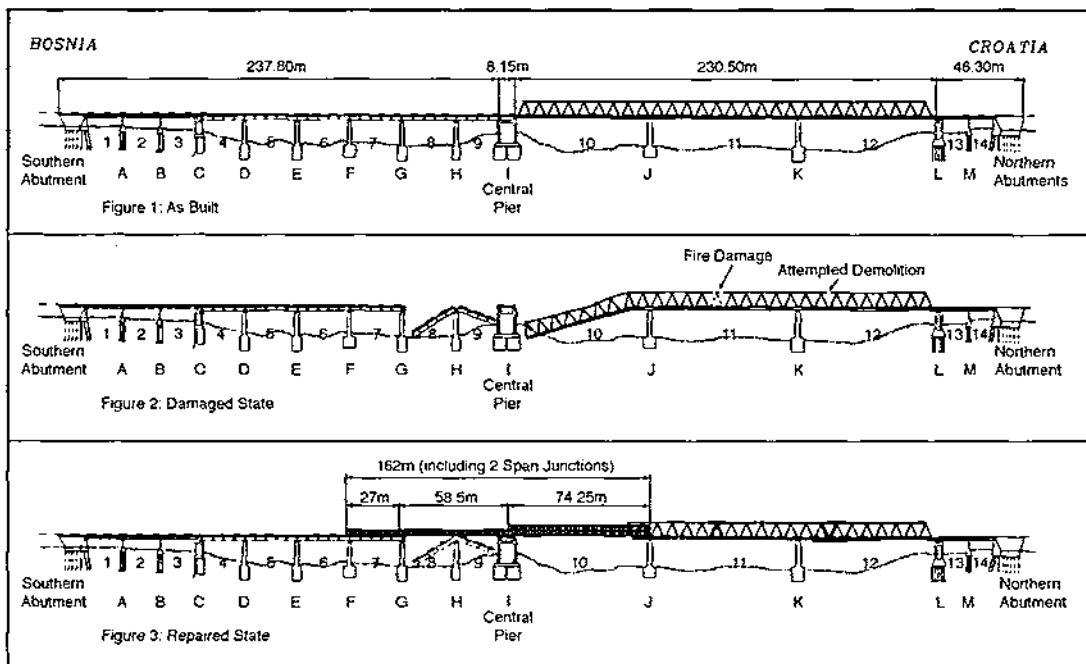 BOSNIA CROATIA
237.80m 8.15m 230.50m 46.30m
1 2 3 4 5 6 7 8 9 10 11 12 13 14
Southern Abutment A B C D E F G H I Central Pier J K L M Northern Abutments
Figure 1: As Built
Fire Damage
Attempted Demolition
1 2 3 4 5 6 7 8 9 10 11 12 13 14
Southern Abutment A B C D E F G H I Central Pier J K L M Northern Abutment
Figure 2: Damaged State
162m (including 2 Span Junctions)
27m 58.5m 74.25m
1 2 3 4 5 6 7 8 9 10 11 12 13 14
Southern Abutment A B C D E F G H I Central Pier J K L M Northern Abutment
Figure 3: Repaired State